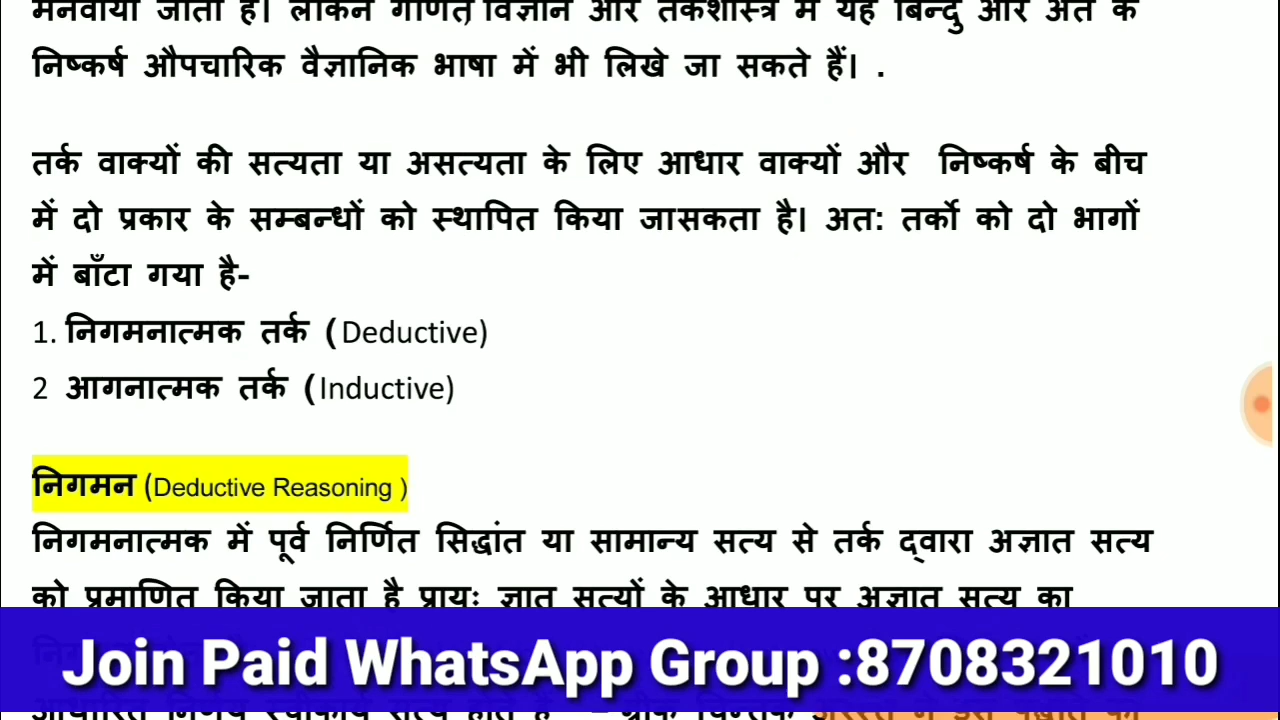 मनवाया जाता है। लेकिन गणित, विज्ञान और तर्कशास्त्र में यह बिन्दु और अंत के
निष्कर्ष औपचारिक वैज्ञानिक भाषा में भी लिखे जा सकते हैं। .
तर्क वाक्यों की सत्यता या असत्यता के लिए आधार वाक्यों और निष्कर्ष के बीच
में दो प्रकार के सम्बन्धों को स्थापित किया जासकता है। अत: तर्को को दो भागों
में बाँटा गया है-
1. निगमनात्मक तर्क (Deductive)
2 आगनात्मक तर्क (Inductive)
निगमन (Deductive Reasoning )
निगमनात्मक में पूर्व निर्णित सिद्धांत या सामान्य सत्य से तर्क द्वारा अज्ञात सत्य
को प्रमाणित किया जाता है प्रायः ज्ञात सत्यों के आधार पर अज्ञात सत्य का
Join Paid WhatsApp Group :8708321010